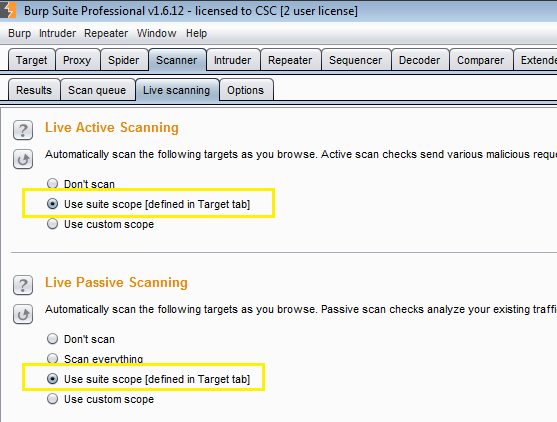 Burp Suite Professional v1.6.12 - licensed to CSC [2 user license]
Burp Intruder Repeater Window Help
Target Proxy Spider Scanner Intruder Repeater Sequencer Decoder Comparer Extende
Results Scan queue Live scanning Options
? Live Active Scanning
Automatically scan the following targets as you browse. Active scan checks send various malicious reque
Don't scan
Use suite scope [defined in Target tab]
Use custom scope
? Live Passive Scanning
Automatically scan the following targets as you browse. Passive scan checks analyze your existing traffi
Don't scan
Scan everything
Use suite scope [defined in Target tab]
Use custom scope